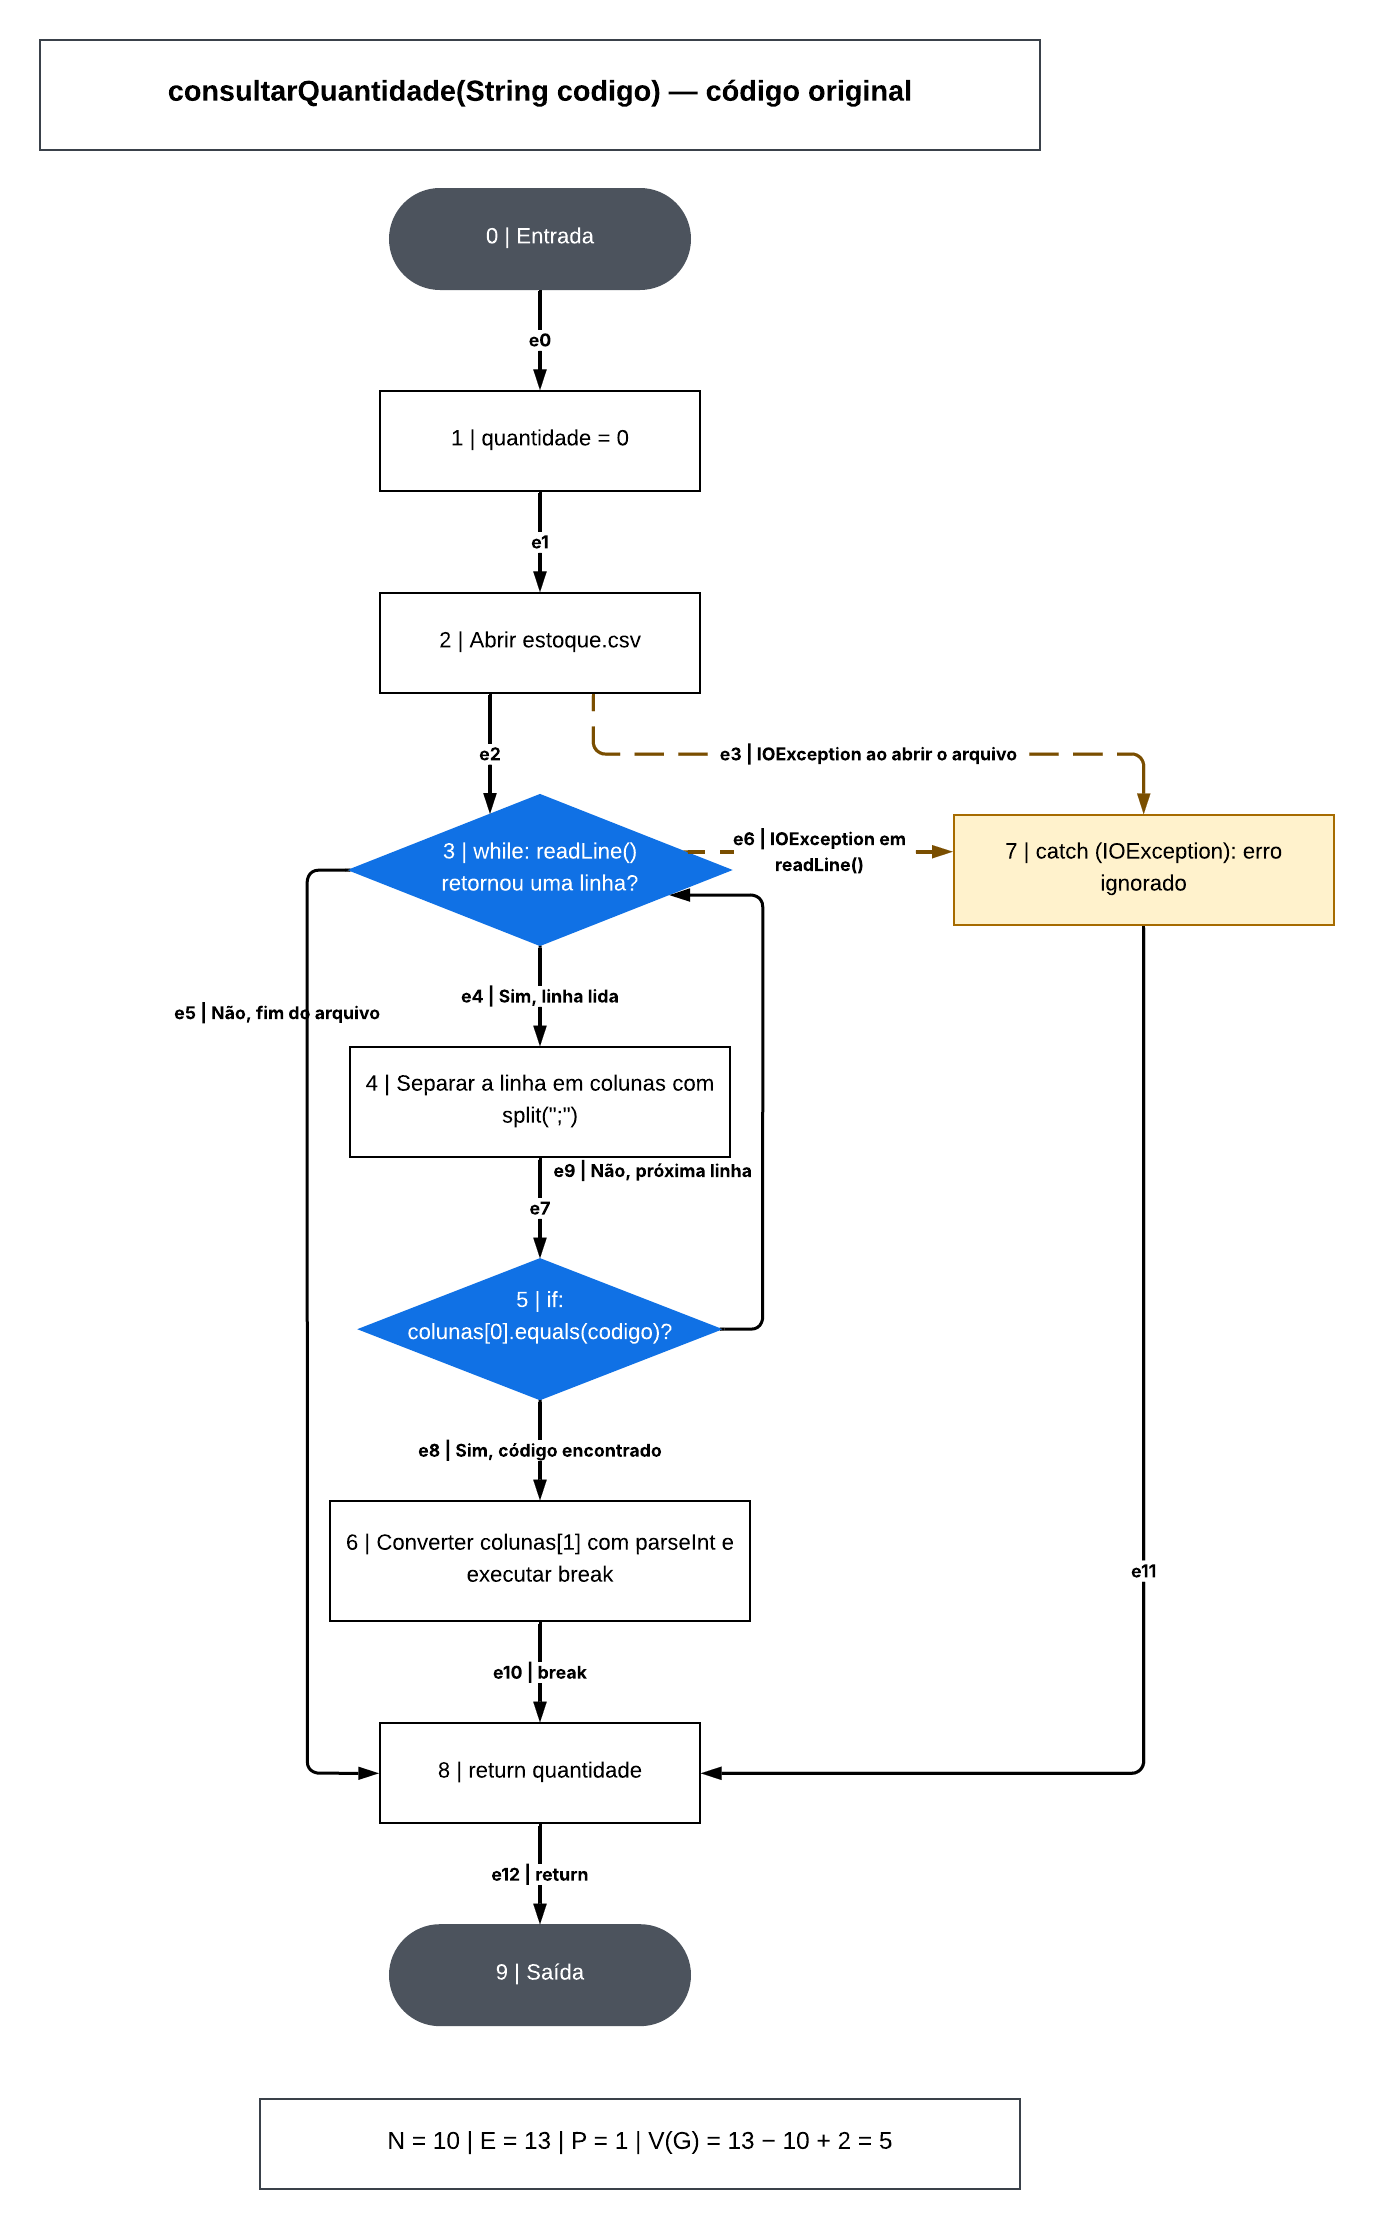 consultarQuantidade(String codigo) — código original
0 | Entrada
e0
1 | quantidade = 0
e1
2 | Abrir estoque.csv
e2
e3 | IOException ao abrir o arquivo
3 | while: readLine()
retornou uma linha?
e6 | IOException em
readLine()
7 | catch (IOException): erro
ignorado
e4 | Sim, linha lida
e5 | Não, fim do arquivo
4 | Separar a linha em colunas com
split(";")
e9 | Não, próxima linha
e7
5 | if:
colunas[0].equals(codigo)?
e8 | Sim, código encontrado
6 | Converter colunas[1] com parseInt e
executar break
e11
e10 | break
8 | return quantidade
e12 | return
9 | Saída
N = 10 | E = 13 | P = 1 | V(G) = 13 − 10 + 2 = 5